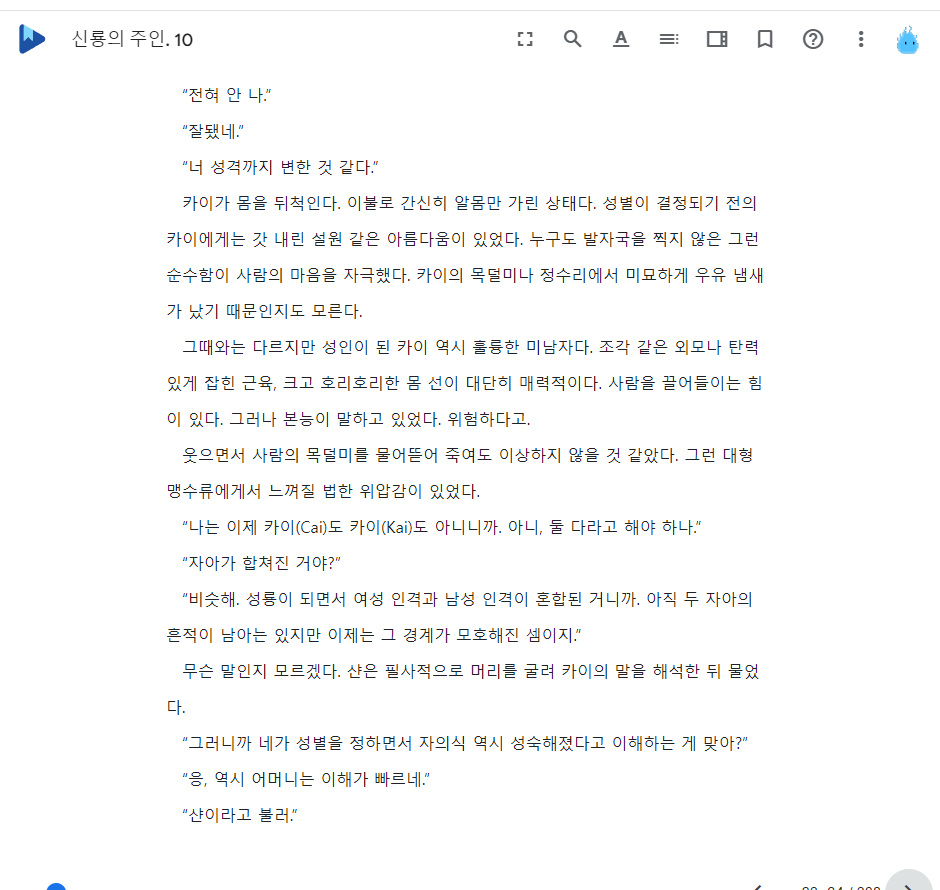 신룡의 주인. 10
“전혀 안 나.”
“잘됐네.”
“너 성격까지 변한 것 같다.”
카이가 몸을 뒤척인다. 이불로 간신히 알몸만 가린 상태다. 성별이 결정되기 전의
카이에게는 갓 내린 설원 같은 아름다움이 있었다. 누구도 발자국을 찍지 않은 그런
순수함이 사람의 마음을 자극했다. 카이의 목덜미나 정수리에서 미묘하게 우유 냄새
가 났기 때문인지도 모른다.
그때와는 다르지만 성인이 된 카이 역시 훌륭한 미남자다. 조각 같은 외모나 탄력
있게 잡힌 근육, 크고 호리호리한 몸 선이 대단히 매력적이다. 사람을 끌어들이는 힘
이 있다. 그러나 본능이 말하고 있었다. 위험하다고.
웃으면서 사람의 목덜미를 물어뜯어 죽여도 이상하지 않을 것 같았다. 그런 대형
맹수류에게서 느껴질 법한 위압감이 있었다.
“나는 이제 카이(Cai)도 카이(Kai)도 아니니까. 아니, 둘 다라고 해야 하나.”
“자아가 합쳐진 거야?”
“비슷해. 성룡이 되면서 여성 인격과 남성 인격이 혼합된 거니까. 아직 두 자아의
흔적이 남아는 있지만 이제는 그 경계가 모호해진 셈이지.”
무슨 말인지 모르겠다. 샨은 필사적으로 머리를 굴려 카이의 말을 해석한 뒤 물었
다.
“그러니까 네가 성별을 정하면서 자의식 역시 성숙해졌다고 이해하는 게 맞아?”
“응, 역시 어머니는 이해가 빠르네.”
“샨이라고 불러.”